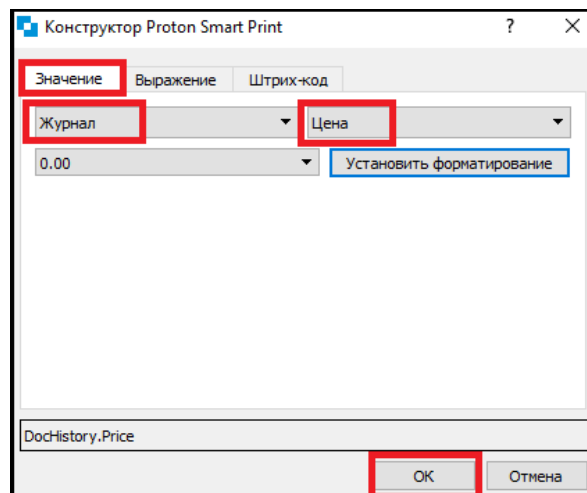 Конструктор Proton Smart Print ? ×
Значение Выражение Штрих-код
Журнал Цена
0.00 Установить форматирование
DocHistory.Price
OK Отмена